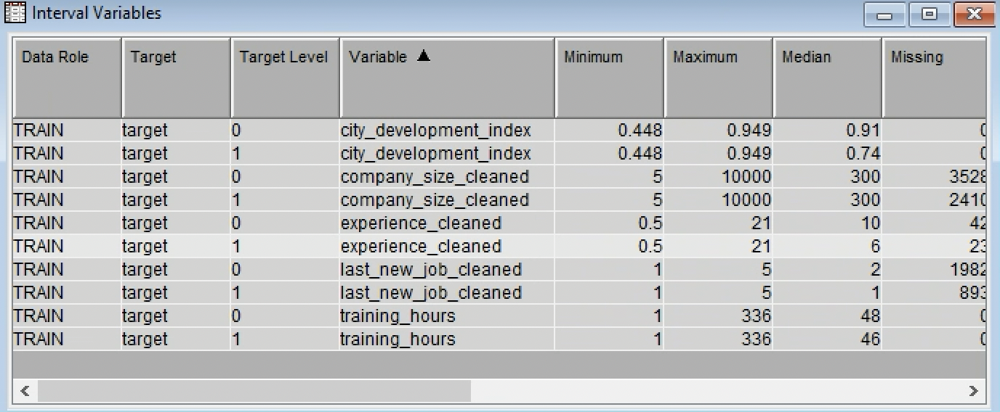 Interval Variables
Data Role Target Target Level Variable ▲ Minimum Maximum Median Missing
TRAIN target 0 city_development_index 0.448 0.949 0.91 0
TRAIN target 1 city_development_index 0.448 0.949 0.74 0
TRAIN target 0 company_size_cleaned 5 10000 300 3528
TRAIN target 1 company_size_cleaned 5 10000 300 2410
TRAIN target 0 experience_cleaned 0.5 21 10 42
TRAIN target 1 experience_cleaned 0.5 21 6 23
TRAIN target 0 last_new_job_cleaned 1 5 2 1982
TRAIN target 1 last_new_job_cleaned 1 5 1 893
TRAIN target 0 training_hours 1 336 48 0
TRAIN target 1 training_hours 1 336 46 0